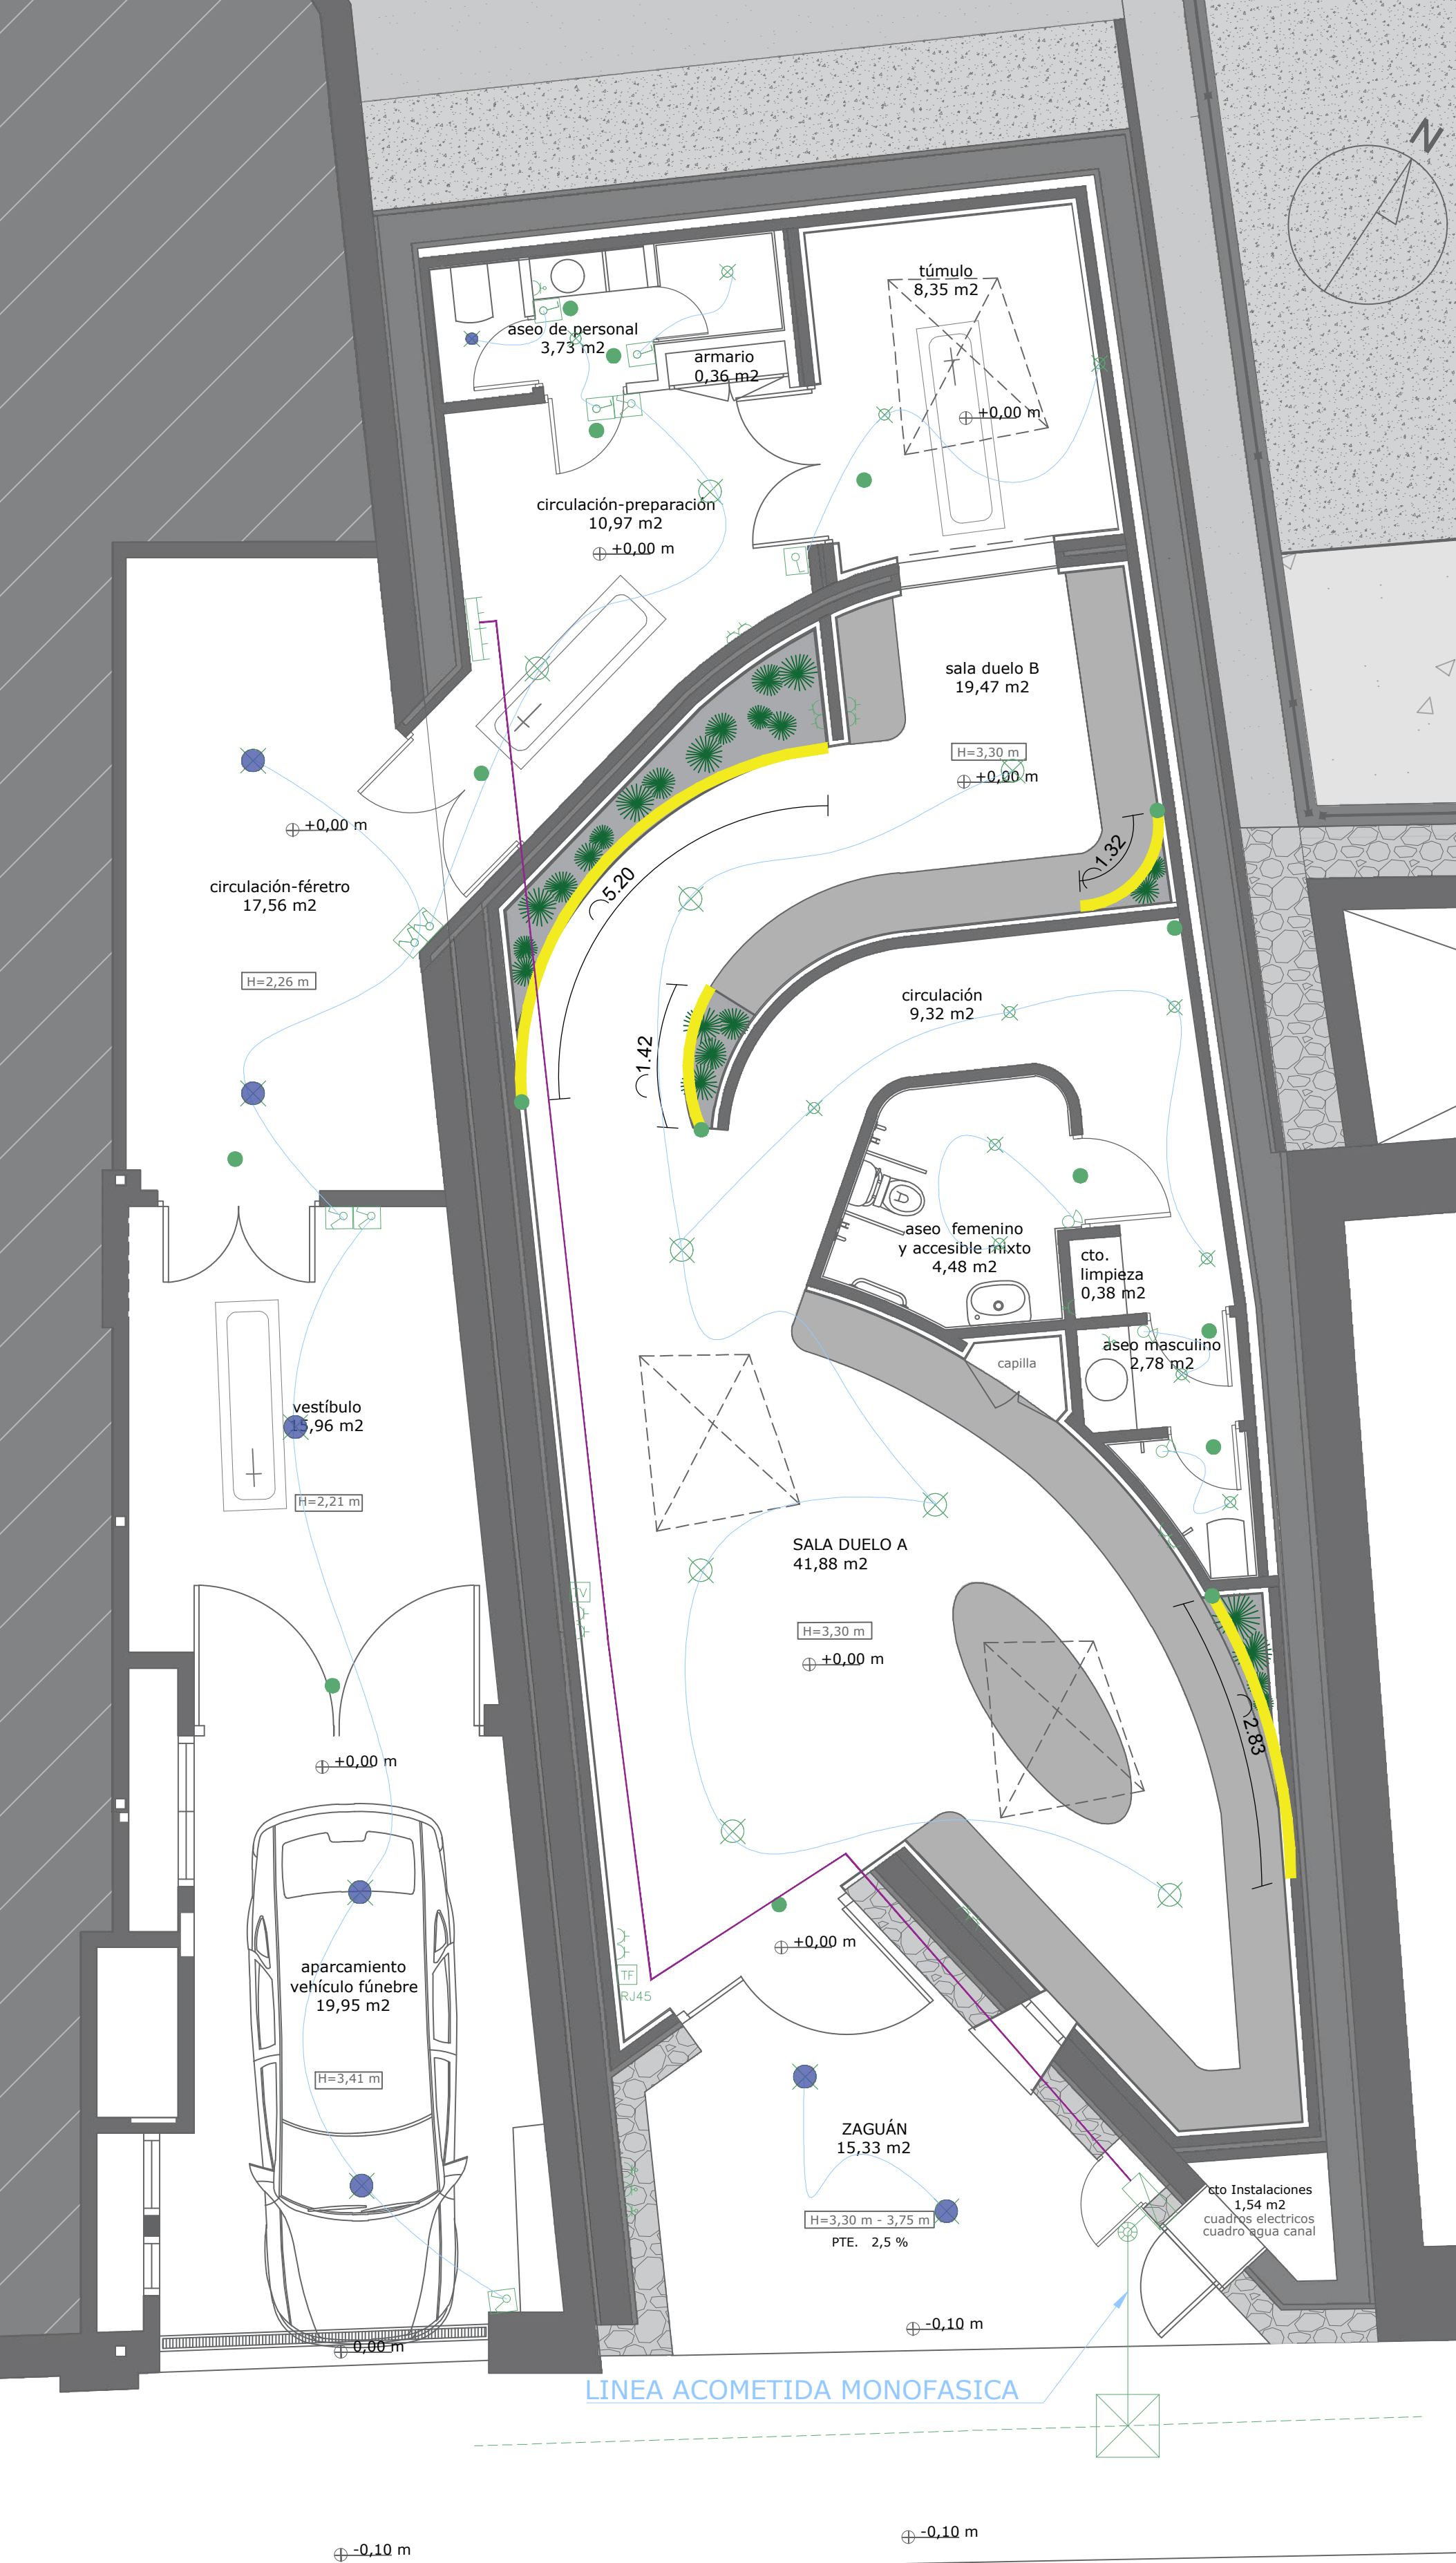 N
túmulo
8,35 m2
aseo de personal
3,73 m2
armario
0,36 m2
+0,00 m
circulación-preparación
10,97 m2
+0,00 m
sala duelo B
19,47 m2
H=3,30 m
+0,00 m
+0,00 m
circulación-féretro
17,56 m2
H=2,26 m
5.20
1.32
1.42
circulación
9,32 m2
aseo femenino
y accesible mixto
4,48 m2
cto.
limpieza
0,38 m2
aseo masculino
2,78 m2
capilla
vestíbulo
15,96 m2
H=2,21 m
SALA DUELO A
41,88 m2
TV
H=3,30 m
+0,00 m
2.83
+0,00 m
+0,00 m
aparcamiento
vehículo fúnebre
19,95 m2
H=3,41 m
TF
RJ45
ZAGUÁN
15,33 m2
H=3,30 m - 3,75 m
PTE. 2,5 %
cto Instalaciones
1,54 m2
cuadros electricos
cuadro agua canal
-0,10 m
0,00 m
LINEA ACOMETIDA MONOFASICA
-0,10 m
-0,10 m